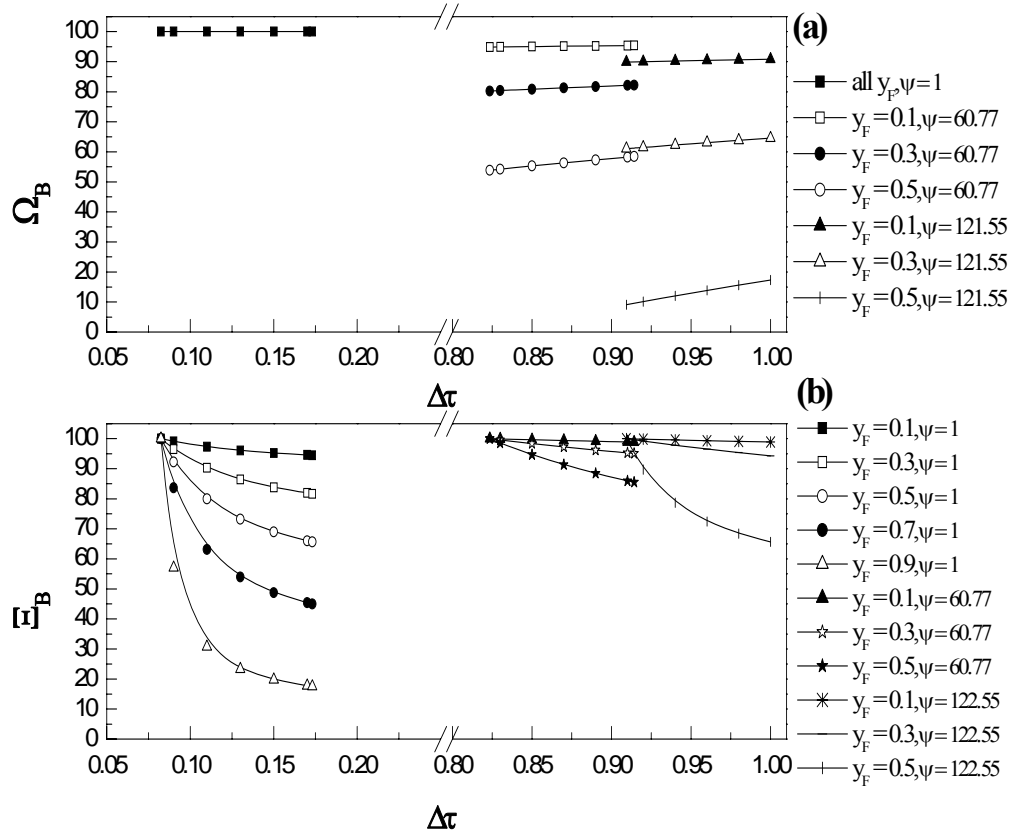 (a)
100
90
80
70
60
50
40
30
20
10
0
Ω_B
0.05 0.10 0.15 0.20 0.80 0.85 0.90 0.95 1.00
Δτ
all y_F, ψ=1
y_F=0.1, ψ=60.77
y_F=0.3, ψ=60.77
y_F=0.5, ψ=60.77
y_F=0.1, ψ=121.55
y_F=0.3, ψ=121.55
y_F=0.5, ψ=121.55
(b)
100
90
80
70
60
50
40
30
20
10
0
Ξ_B
0.05 0.10 0.15 0.20 0.80 0.85 0.90 0.95 1.00
Δτ
y_F=0.1, ψ=1
y_F=0.3, ψ=1
y_F=0.5, ψ=1
y_F=0.7, ψ=1
y_F=0.9, ψ=1
y_F=0.1, ψ=60.77
y_F=0.3, ψ=60.77
y_F=0.5, ψ=60.77
y_F=0.1, ψ=122.55
y_F=0.3, ψ=122.55
y_F=0.5, ψ=122.55